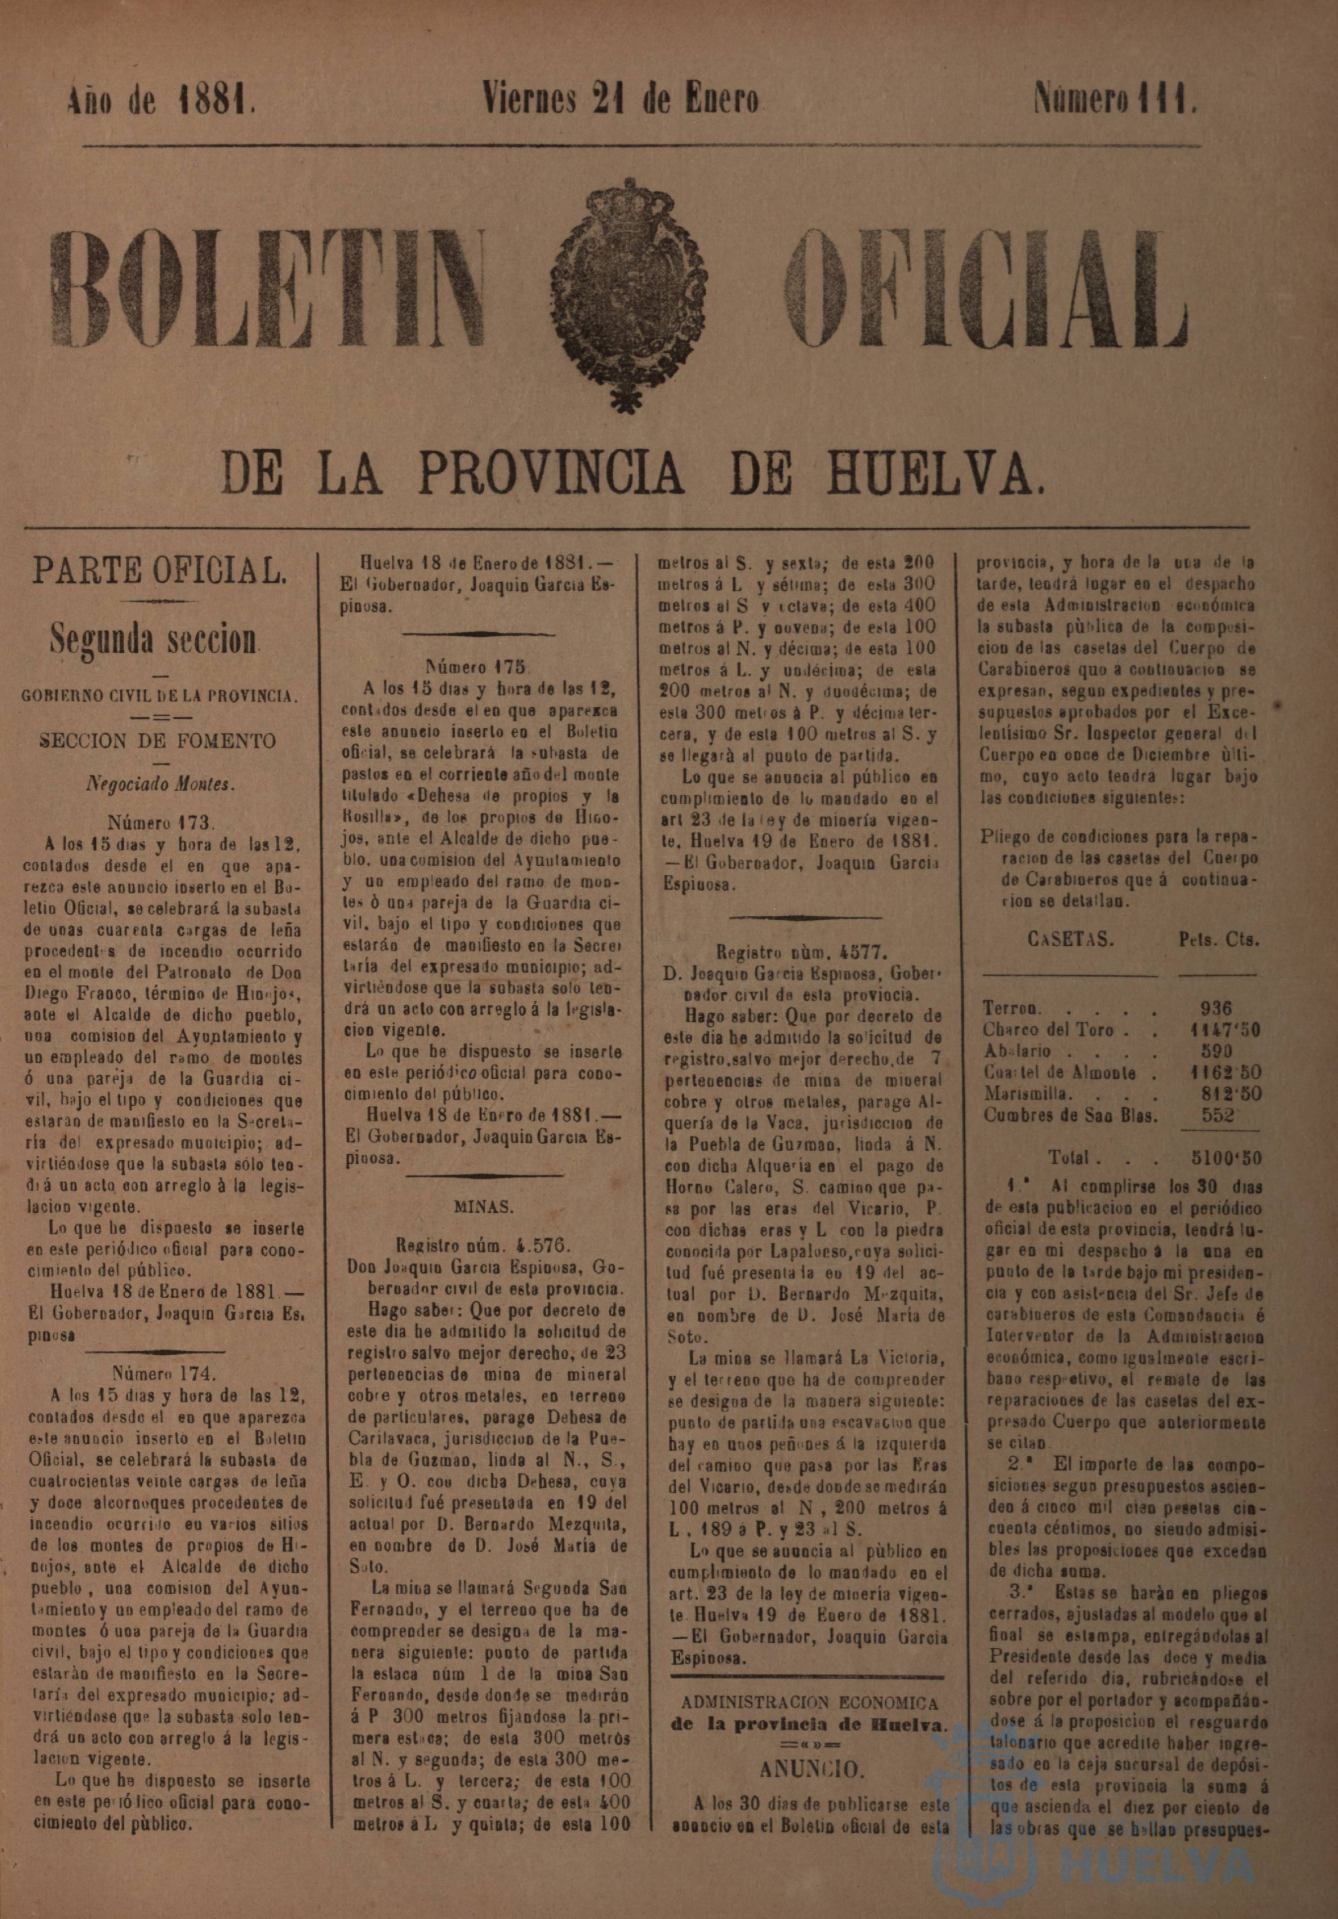 Año de 1881.
Viernes 21 de Enero
Número 111.
BOLETIN OFICIAL
DE LA PROVINCIA DE HUELVA.
PARTE OFICIAL.
Segunda seccion.
GOBIERNO CIVIL DE LA PROVINCIA.
SECCION DE FOMENTO
Negociado Montes.
Número 173.
A los 15 dias y hora de las 12,
contados desde el en que apa-
rezca este anuncio inserto en el Bo-
letin Oficial, se celebrará la subasta
de unas cuarenta cargas de leña
procedentes de incendio ocurrido
en el monte del Patronato de Don
Diego Franco, término de Hinojos,
ante el Alcalde de dicho pueblo,
una comision del Ayuntamiento y
un empleado del ramo de montes
ó una pareja de la Guardia ci-
vil, bajo el tipo y condiciones que
estarán de manifiesto en la Secreta-
ría del expresado municipio; ad-
virtiéndose que la subasta sólo ten-
drá un acto con arreglo à la legis-
lacion vigente.
Lo que he dispuesto se inserte
en este periódico oficial para cono-
cimiento del público.
Huelva 18 de Enero de 1881.—
El Gobernador, Joaquin Garcia Es-
pinosa
Número 174.
A los 15 dias y hora de las 12,
contados desde el en que aparezca
este anuncio inserto en el Boletin
Oficial, se celebrará la subasta de
cuatrocientas veinte cargas de leña
y doce alcornoques procedentes de
incendio ocurrido en varios sitios
de los montes de propios de Hi-
nojos, ante el Alcalde de dicho
pueblo, una comision del Ayun-
tamiento y un empleado del ramo de
montes ó una pareja de la Guardia
civil, bajo el tipo y condiciones que
estaràn de manifiesto en la Secre-
taría del expresado municipio; ad-
virtiéndose que la subasta solo ten-
drá un acto con arreglo á la legis-
lacion vigente.
Lo que he dispuesto se inserte
en este periódico oficial para cono-
cimiento del pùblico.
Huelva 18 de Enero de 1881.—
El Gobernador, Joaquin Garcia Es-
pinosa.
Número 175.
A los 15 dias y hora de las 12,
contados desde el en que aparezca
este anuncio inserto en el Boletin
oficial, se celebrará la subasta de
pastos en el corriente año del monte
titulado «Dehesa de propios y la
Rosilla», de los propios de Hino-
jos, ante el Alcalde de dicho pue-
blo, una comision del Ayuntamiento
y un empleado del ramo de mon-
tes ò una pareja de la Guardia ci-
vil, bajo el tipo y condiciones que
estaràn de manifiesto en la Secre
taría del expresado municipio; ad-
virtiéndose que la subasta solo ten-
drá un acto con arreglo á la legisla-
cion vigente.
Lo que he dispuesto se inserte
en este periódico oficial para cono-
cimiento del público.
Huelva 18 de Enero de 1881.—
El Gobernador, Joaquin Garcia Es-
pinosa.
MINAS.
Registro núm. 4.576.
Don Joaquin Garcia Espinosa, Go-
bernador civil de esta provincia.
Hago saber: Que por decreto de
este dia he admitido la solicitud de
registro salvo mejor derecho, de 23
pertenencias de mina de mineral
cobre y otros metales, en terreno
de particulares, parage Dehesa de
Carilavaca, jurisdiccion de la Pue-
bla de Guzman, linda al N., S.,
E. y O. con dicha Dehesa, cuya
solicitud fué presentada en 19 del
actual por D. Bernardo Mezquita,
en nombre de D. José María de
Soto.
La mina se llamará Segunda San
Fernando, y el terreno que ha de
comprender se designa de la ma-
nera siguiente: punto de partida
la estaca núm 1 de la mina San
Fernando, desde donde se mediràn
á P 300 metros fijandose la pri-
mera estaca; de esta 300 metròs
al N. y segunda; de esta 300 me-
tros á L. y tercera; de esta 100
metros al S. y cuarta; de esta 400
metros á L y quinta; de esta 100
metros al S. y sexta; de esta 200
metros á L y sétima; de esta 300
metros al S y octava; de esta 400
metros á P. y novena; de esta 100
metros al N. y décima; de esta 100
metros á L. y undécima; de esta
200 metros al N. y duodécima; de
esta 300 metros à P. y décima ter-
cera, y de esta 100 metros al S. y
se llegarà al punto de partida.
Lo que se anuncia al público en
cumplimiento de lo mandado en el
art 23 de la ley de minería vigen-
te, Huelva 19 de Enero de 1881.
—El Gobernador, Joaquin Garcia
Espinosa.
Registro nùm. 4577.
D. Joaquin Garcia Espinosa, Gober-
nador civil de esta provincia.
Hago saber: Que por decreto de
este dia he admitido la solicitud de
registro, salvo mejor derecho, de 7
pertenencias de mina de mineral
cobre y otros metales, parage Al-
quería de la Vaca, jurisdiccion de
la Puebla de Guzman, linda á N.
con dicha Alqueria en el pago de
Horno Calero, S. camino que pa-
sa por las eras del Vicario, P.
con dichas eras y L con la piedra
conocida por Lapalueso, cuya solici-
tud fué presentada en 19 del ac-
tual por D. Bernardo Mezquita,
en nombre de D. José Maria de
Soto.
La mina se llamará La Victoria,
y el terreno que ha de comprender
se designa de la manera siguiente:
punto de partida una escavacion que
hay en unos peñones á la izquierda
del camino que pasa por las Eras
del Vicario, desde donde se medirán
100 metros al N, 200 metros á
L, 189 á P. y 23 al S.
Lo que se anuncia al pùblico en
cumplimiento de lo mandado en el
art. 23 de la ley de mineria vigen-
te. Huelva 19 de Enero de 1881.
—El Gobernador, Joaquin Garcia
Espinosa.
ADMINISTRACION ECONOMICA
de la provincia de Huelva.
ANUNCIO.
A los 30 dias de publicarse este
anuncio en el Boletin oficial de esta
provincia, y hora de la una de la
tarde, tendrá lugar en el despacho
de esta Administracion económica
la subasta pùblica de la composi-
cion de las casetas del Cuerpo de
Carabineros que à continuacion se
expresan, segun expedientes y pre-
supuestos aprobados por el Exce-
lentisimo Sr. Inspector general del
Cuerpo en once de Diciembre ùlti-
mo, cuyo acto tendra lugar bajo
las condiciones siguientes:
Pliego de condiciones para la repa-
racion de las casetas del Cuerpo
de Carabineros que á continua-
cion se detallan.
CASETAS. Pets. Cts.
Terron. . . . . 936
Charco del Toro . . 1147'50
Abalario . . . . 590
Cuartel de Almonte . 1162'50
Marismilla. . . . 812'50
Cumbres de San Blas. 552
Total . . . 5100'50
1.ª Al cumplirse los 30 dias
de esta publicacion en el periódico
oficial de esta provincia, tendrá lu-
gar en mi despacho á la una en
punto de la tarde bajo mi presiden-
cia y con asistencia del Sr. Jefe de
carabineros de esta Comandancia é
Interventor de la Administracion
económica, como igualmente escri-
bano respetivo, el remate de las
reparaciones de las casetas del ex-
presado Cuerpo que anteriormente
se citan.
2.ª El importe de las compo-
siciones segun presupuestos ascien-
den á cinco mil cien pesetas cin-
cuenta céntimos, no siendo admisi-
bles las proposiciones que excedan
de dicha suma.
3.ª Estas se haràn en pliegos
cerrados, ajustadas al modelo que al
final se estampa, entregándolas al
Presidente desde las doce y media
del referido dia, rubricándose el
sobre por el portador y acompañán-
dose á la proposicion el resguardo
talonario que acredite haber ingre-
sado en la caja sucursal de depósi-
tos de esta provincia la suma á
que ascienda el diez por ciento de
las obras que se hallan presupues-
HUELVA